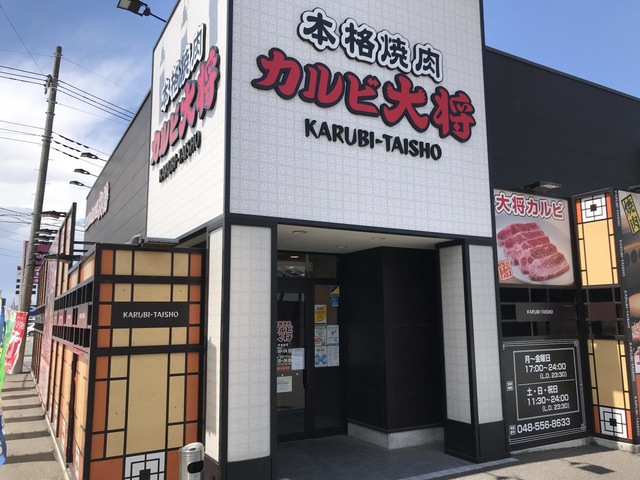 本格焼肉
カルビ大将
KARUBI-TAISHO
本格焼肉
カルビ大将
KARUBI-TAISHO
KARUBI-TAISHO
大将カルビ
KARUBI-TAISHO
月〜金曜日
17:00〜24:00
(L.O. 23:30)
土・日・祝日
11:30〜24:00
(L.O. 23:30)
048-556-8633